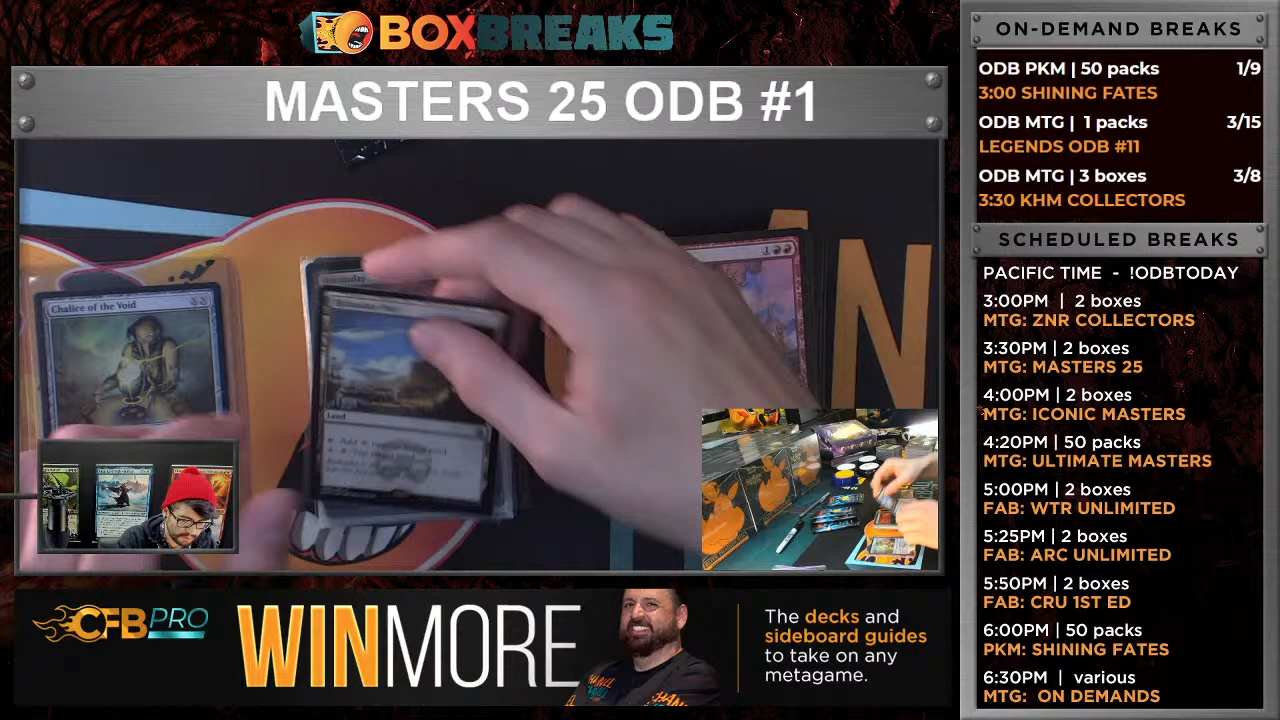 BOXBREAKS
MASTERS 25 ODB #1
Chalice of the Void
Land
CFBPRO
WINMORE
The decks and
sideboard guides
to take on any
metagame.
ON-DEMAND BREAKS
ODB PKM | 50 packs 1/9
3:00 SHINING FATES
ODB MTG | 1 packs 3/15
LEGENDS ODB #11
ODB MTG | 3 boxes 3/8
3:30 KHM COLLECTORS
SCHEDULED BREAKS
PACIFIC TIME - !ODBTODAY
3:00PM | 2 boxes
MTG: ZNR COLLECTORS
3:30PM | 2 boxes
MTG: MASTERS 25
4:00PM | 2 boxes
MTG: ICONIC MASTERS
4:20PM | 50 packs
MTG: ULTIMATE MASTERS
5:00PM | 2 boxes
FAB: WTR UNLIMITED
5:25PM | 2 boxes
FAB: ARC UNLIMITED
5:50PM | 2 boxes
FAB: CRU 1ST ED
6:00PM | 50 packs
PKM: SHINING FATES
6:30PM | various
MTG: ON DEMANDS